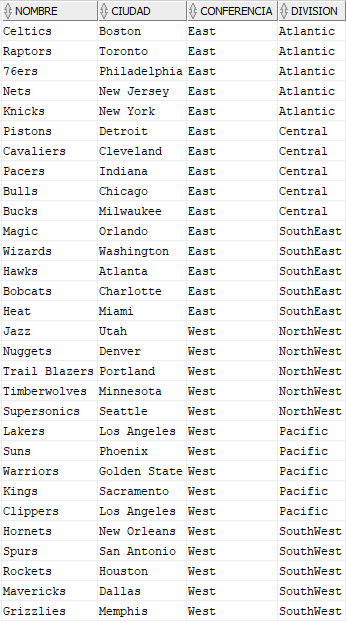 NOMBRE CIUDAD CONFERENCIA DIVISION
Celtics Boston East Atlantic
Raptors Toronto East Atlantic
76ers Philadelphia East Atlantic
Nets New Jersey East Atlantic
Knicks New York East Atlantic
Pistons Detroit East Central
Cavaliers Cleveland East Central
Pacers Indiana East Central
Bulls Chicago East Central
Bucks Milwaukee East Central
Magic Orlando East SouthEast
Wizards Washington East SouthEast
Hawks Atlanta East SouthEast
Bobcats Charlotte East SouthEast
Heat Miami East SouthEast
Jazz Utah West NorthWest
Nuggets Denver West NorthWest
Trail Blazers Portland West NorthWest
Timberwolves Minnesota West NorthWest
Supersonics Seattle West NorthWest
Lakers Los Angeles West Pacific
Suns Phoenix West Pacific
Warriors Golden State West Pacific
Kings Sacramento West Pacific
Clippers Los Angeles West Pacific
Hornets New Orleans West SouthWest
Spurs San Antonio West SouthWest
Rockets Houston West SouthWest
Mavericks Dallas West SouthWest
Grizzlies Memphis West SouthWest